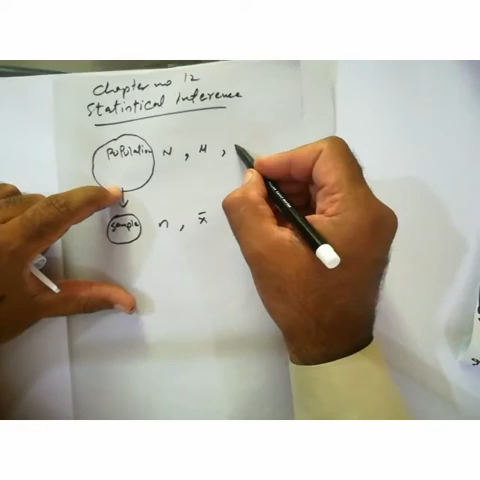 Chapter no 12
Statistical Inference
Population N , μ ,
Sample n , x̄